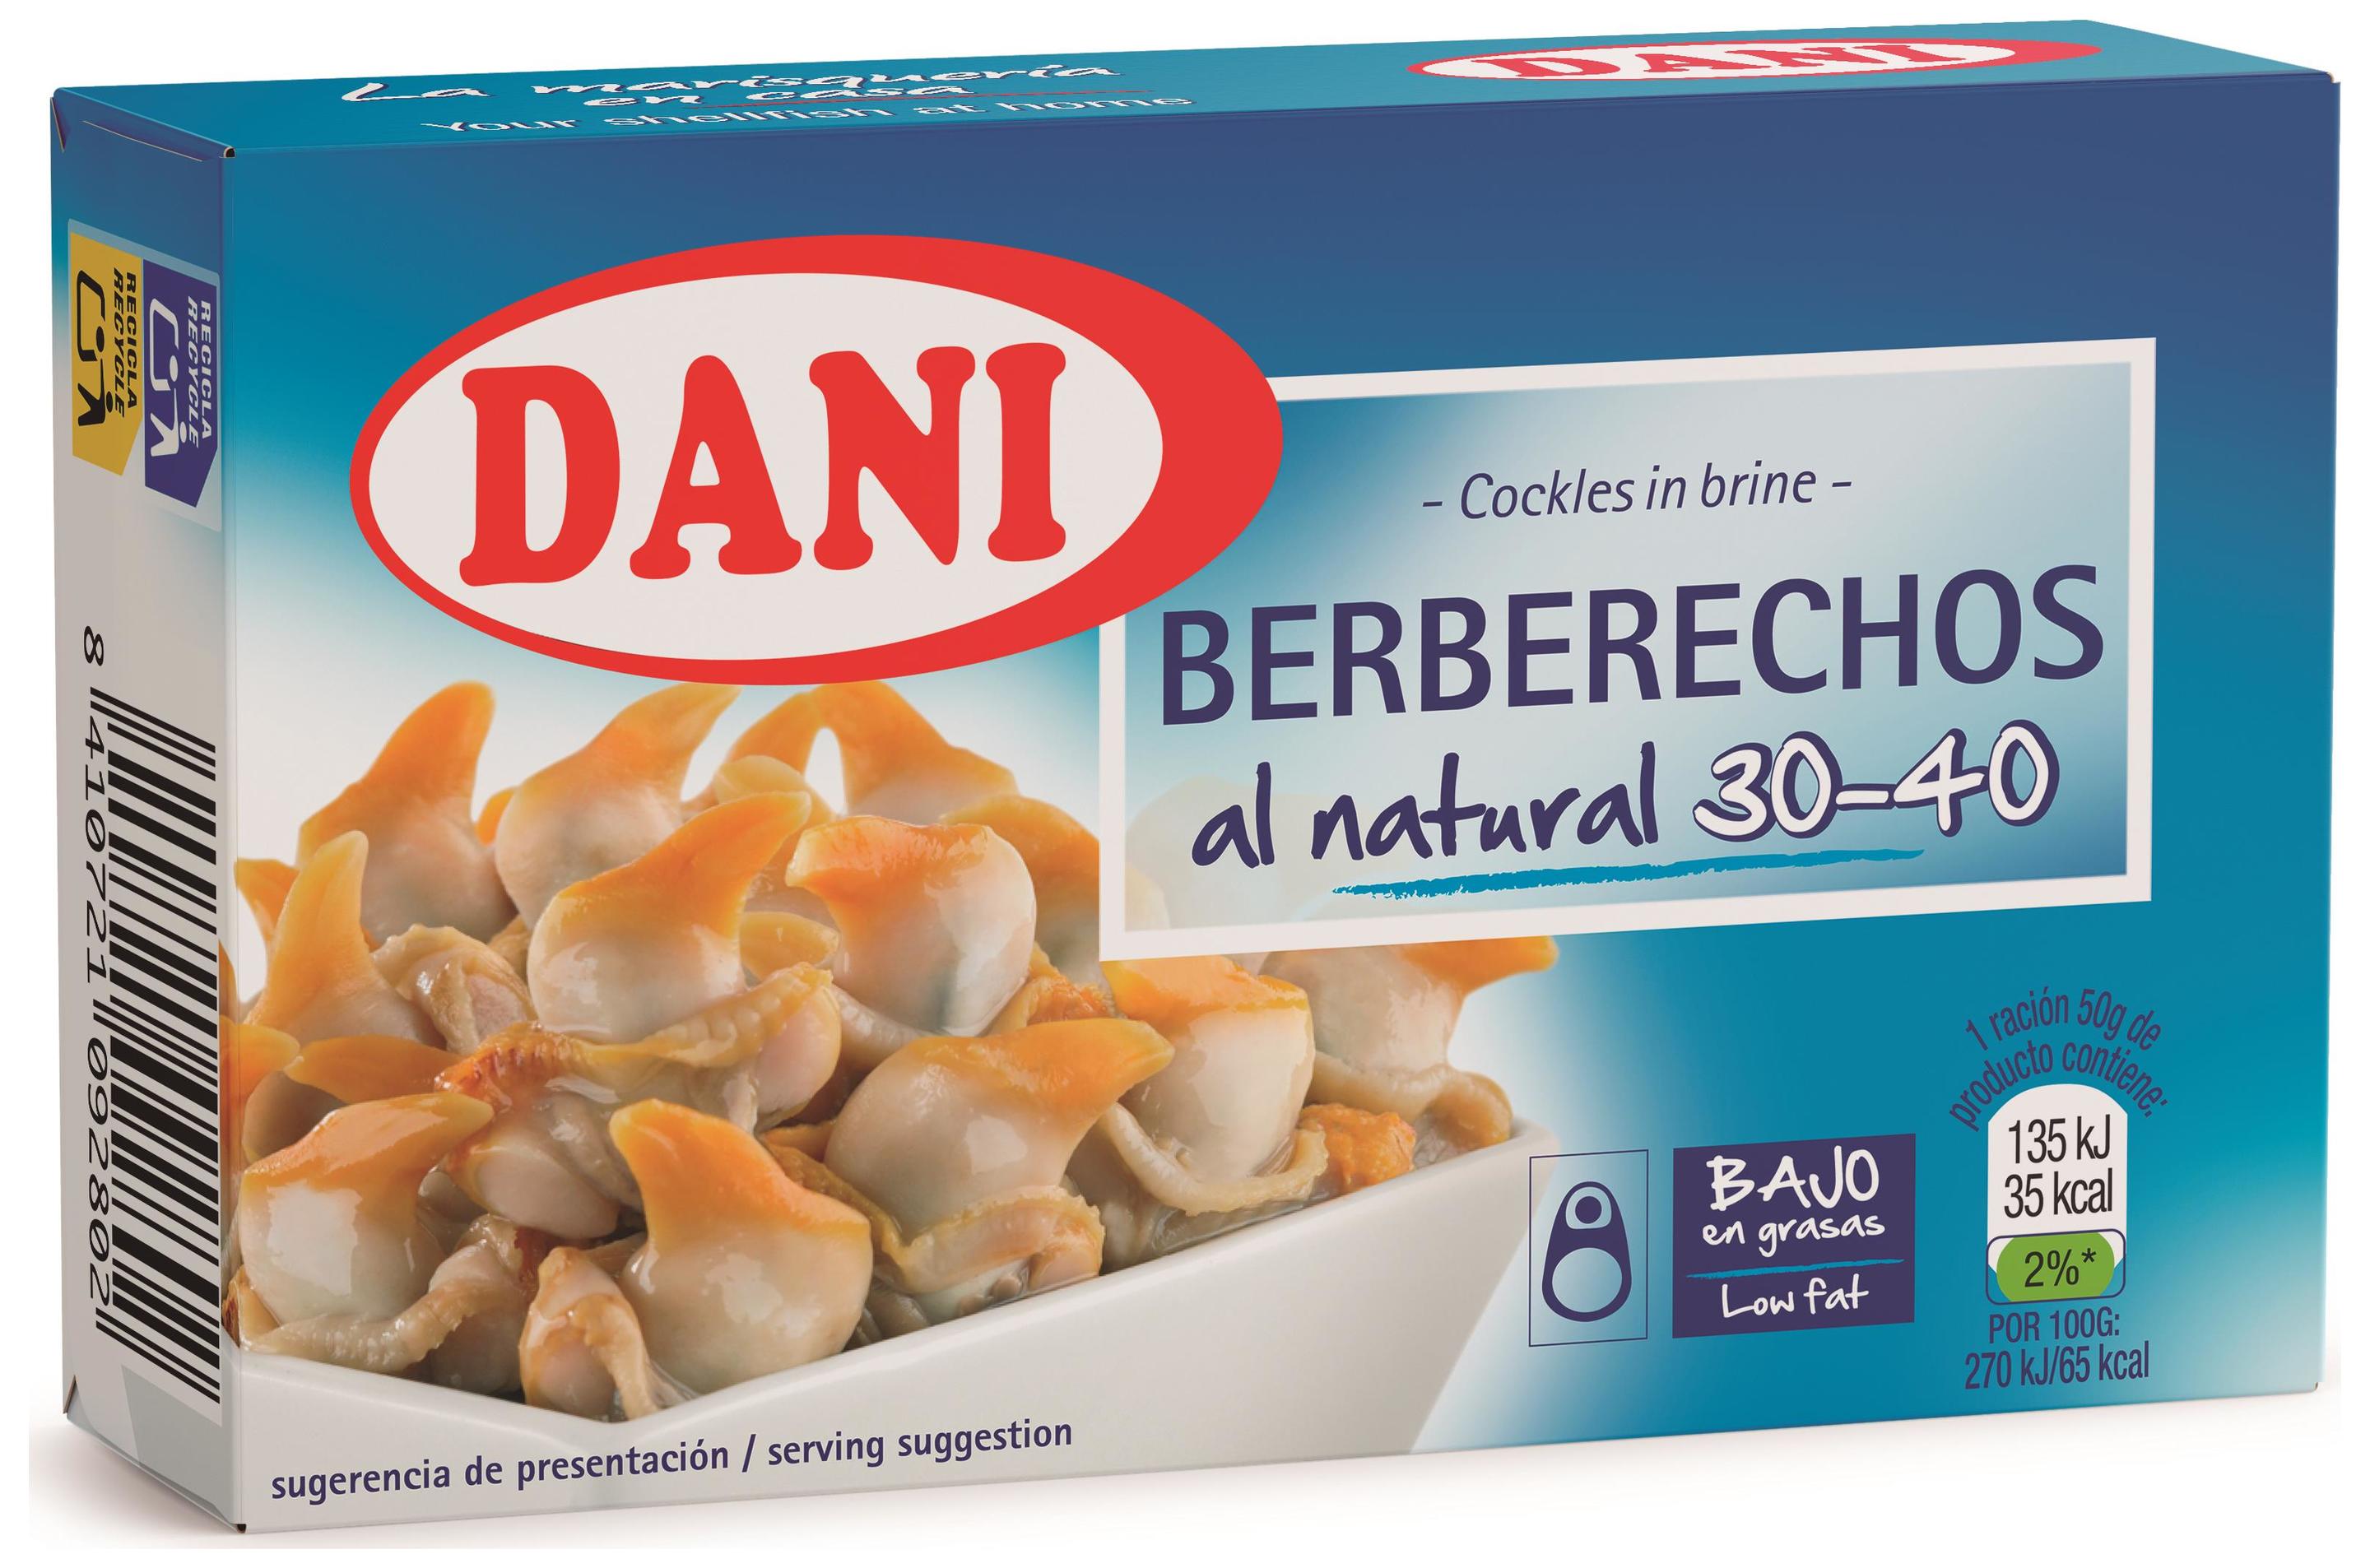 La marisquería
en casa
Your shellfish at home
DANI
DANI
- Cockles in brine -
BERBERECHOS
al natural 30-40
1 ración 50g de
producto contiene:
135 kJ
35 kcal
2%*
POR 100G:
270 kJ/65 kcal
BAJO
en grasas
Low fat
sugerencia de presentación / serving suggestion
RECICLA
RECYCLE
RECICLA
RECYCLE
8 410721 092802